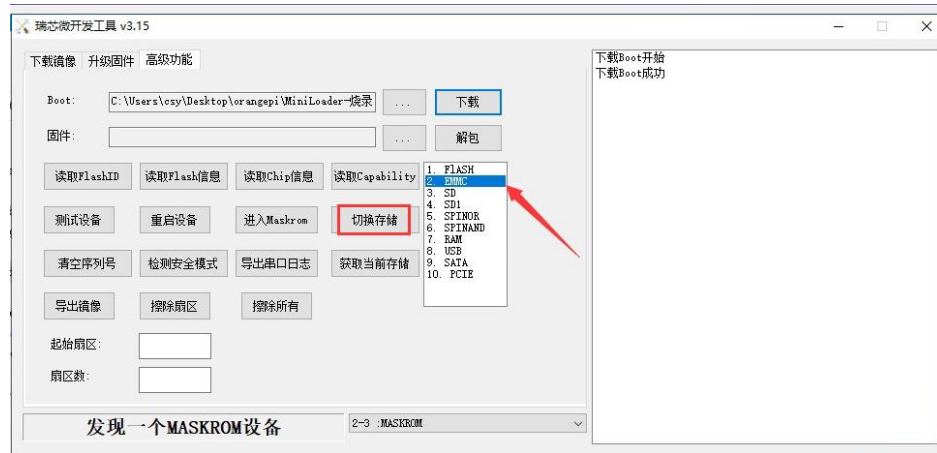 瑞芯微开发工具 v3.15
下载镜像 升级固件 高级功能
Boot: C:\Users\csy\Desktop\orangepi\MiniLoader-烧录 ... 下载
固件: ... 解包
读取FlashID 读取Flash信息 读取Chip信息 读取Capability
测试设备 重启设备 进入Maskrom 切换存储
清空序列号 检测安全模式 导出串口日志 获取当前存储
导出镜像 擦除扇区 擦除所有
1. FlASH
2. EMMC
3. SD
4. SD1
5. SPINOR
6. SPINAND
7. RAM
8. USB
9. SATA
10. PCIE
起始扇区:
扇区数:
发现一个MASKROM设备 2-3 :MASKROM
下载Boot开始
下载Boot成功